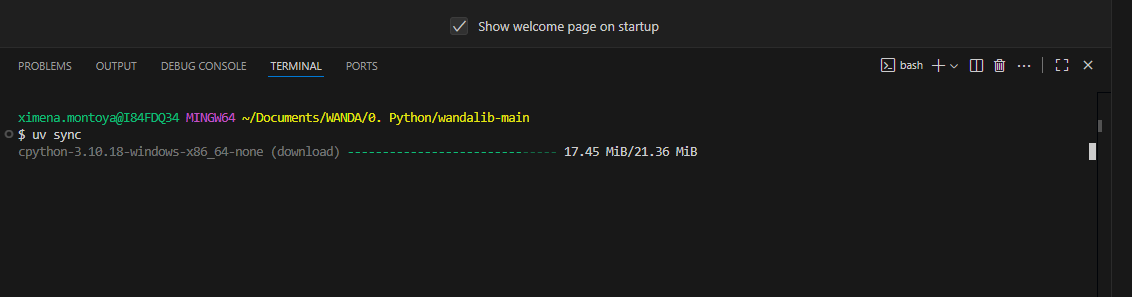 Show welcome page on startup
PROBLEMS OUTPUT DEBUG CONSOLE TERMINAL PORTS bash
ximena.montoya@I84FDQ34 MINGW64 ~/Documents/WANDA/0. Python/wandalib-main
$ uv sync
cpython-3.10.18-windows-x86_64-none (download) ------------------------------ 17.45 MiB/21.36 MiB